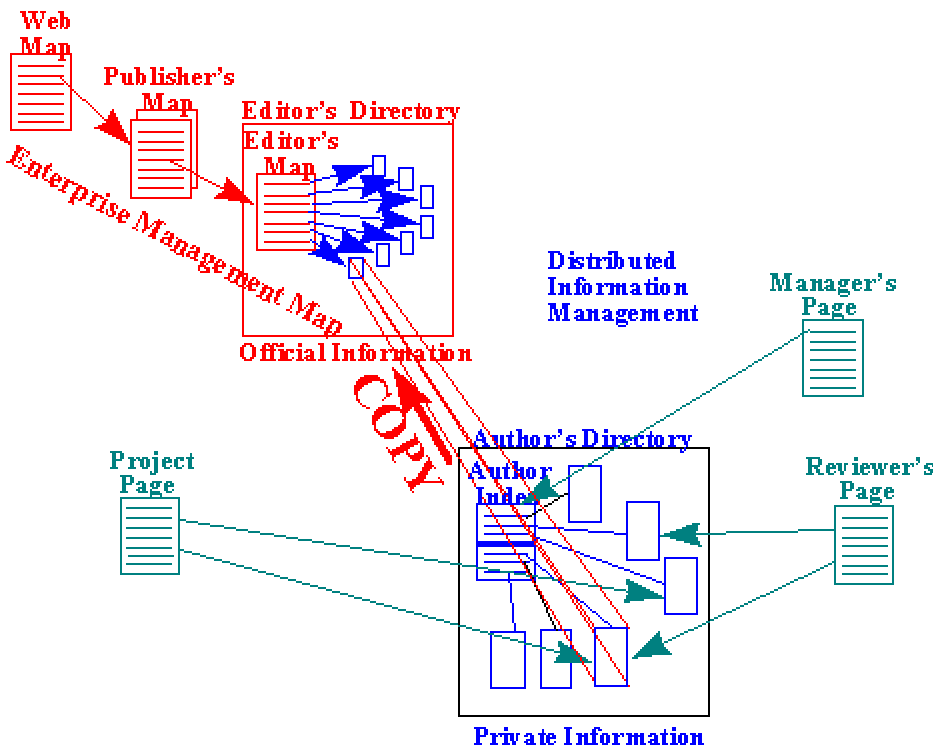 Web
Map
Publisher's
Map
Editor's Directory
Editor's
Map
Enterprise Management Map
Official Information
Distributed
Information
Management
Manager's
Page
COPY
Author's Directory
Author
Index
Project
Page
Reviewer's
Page
Private Information